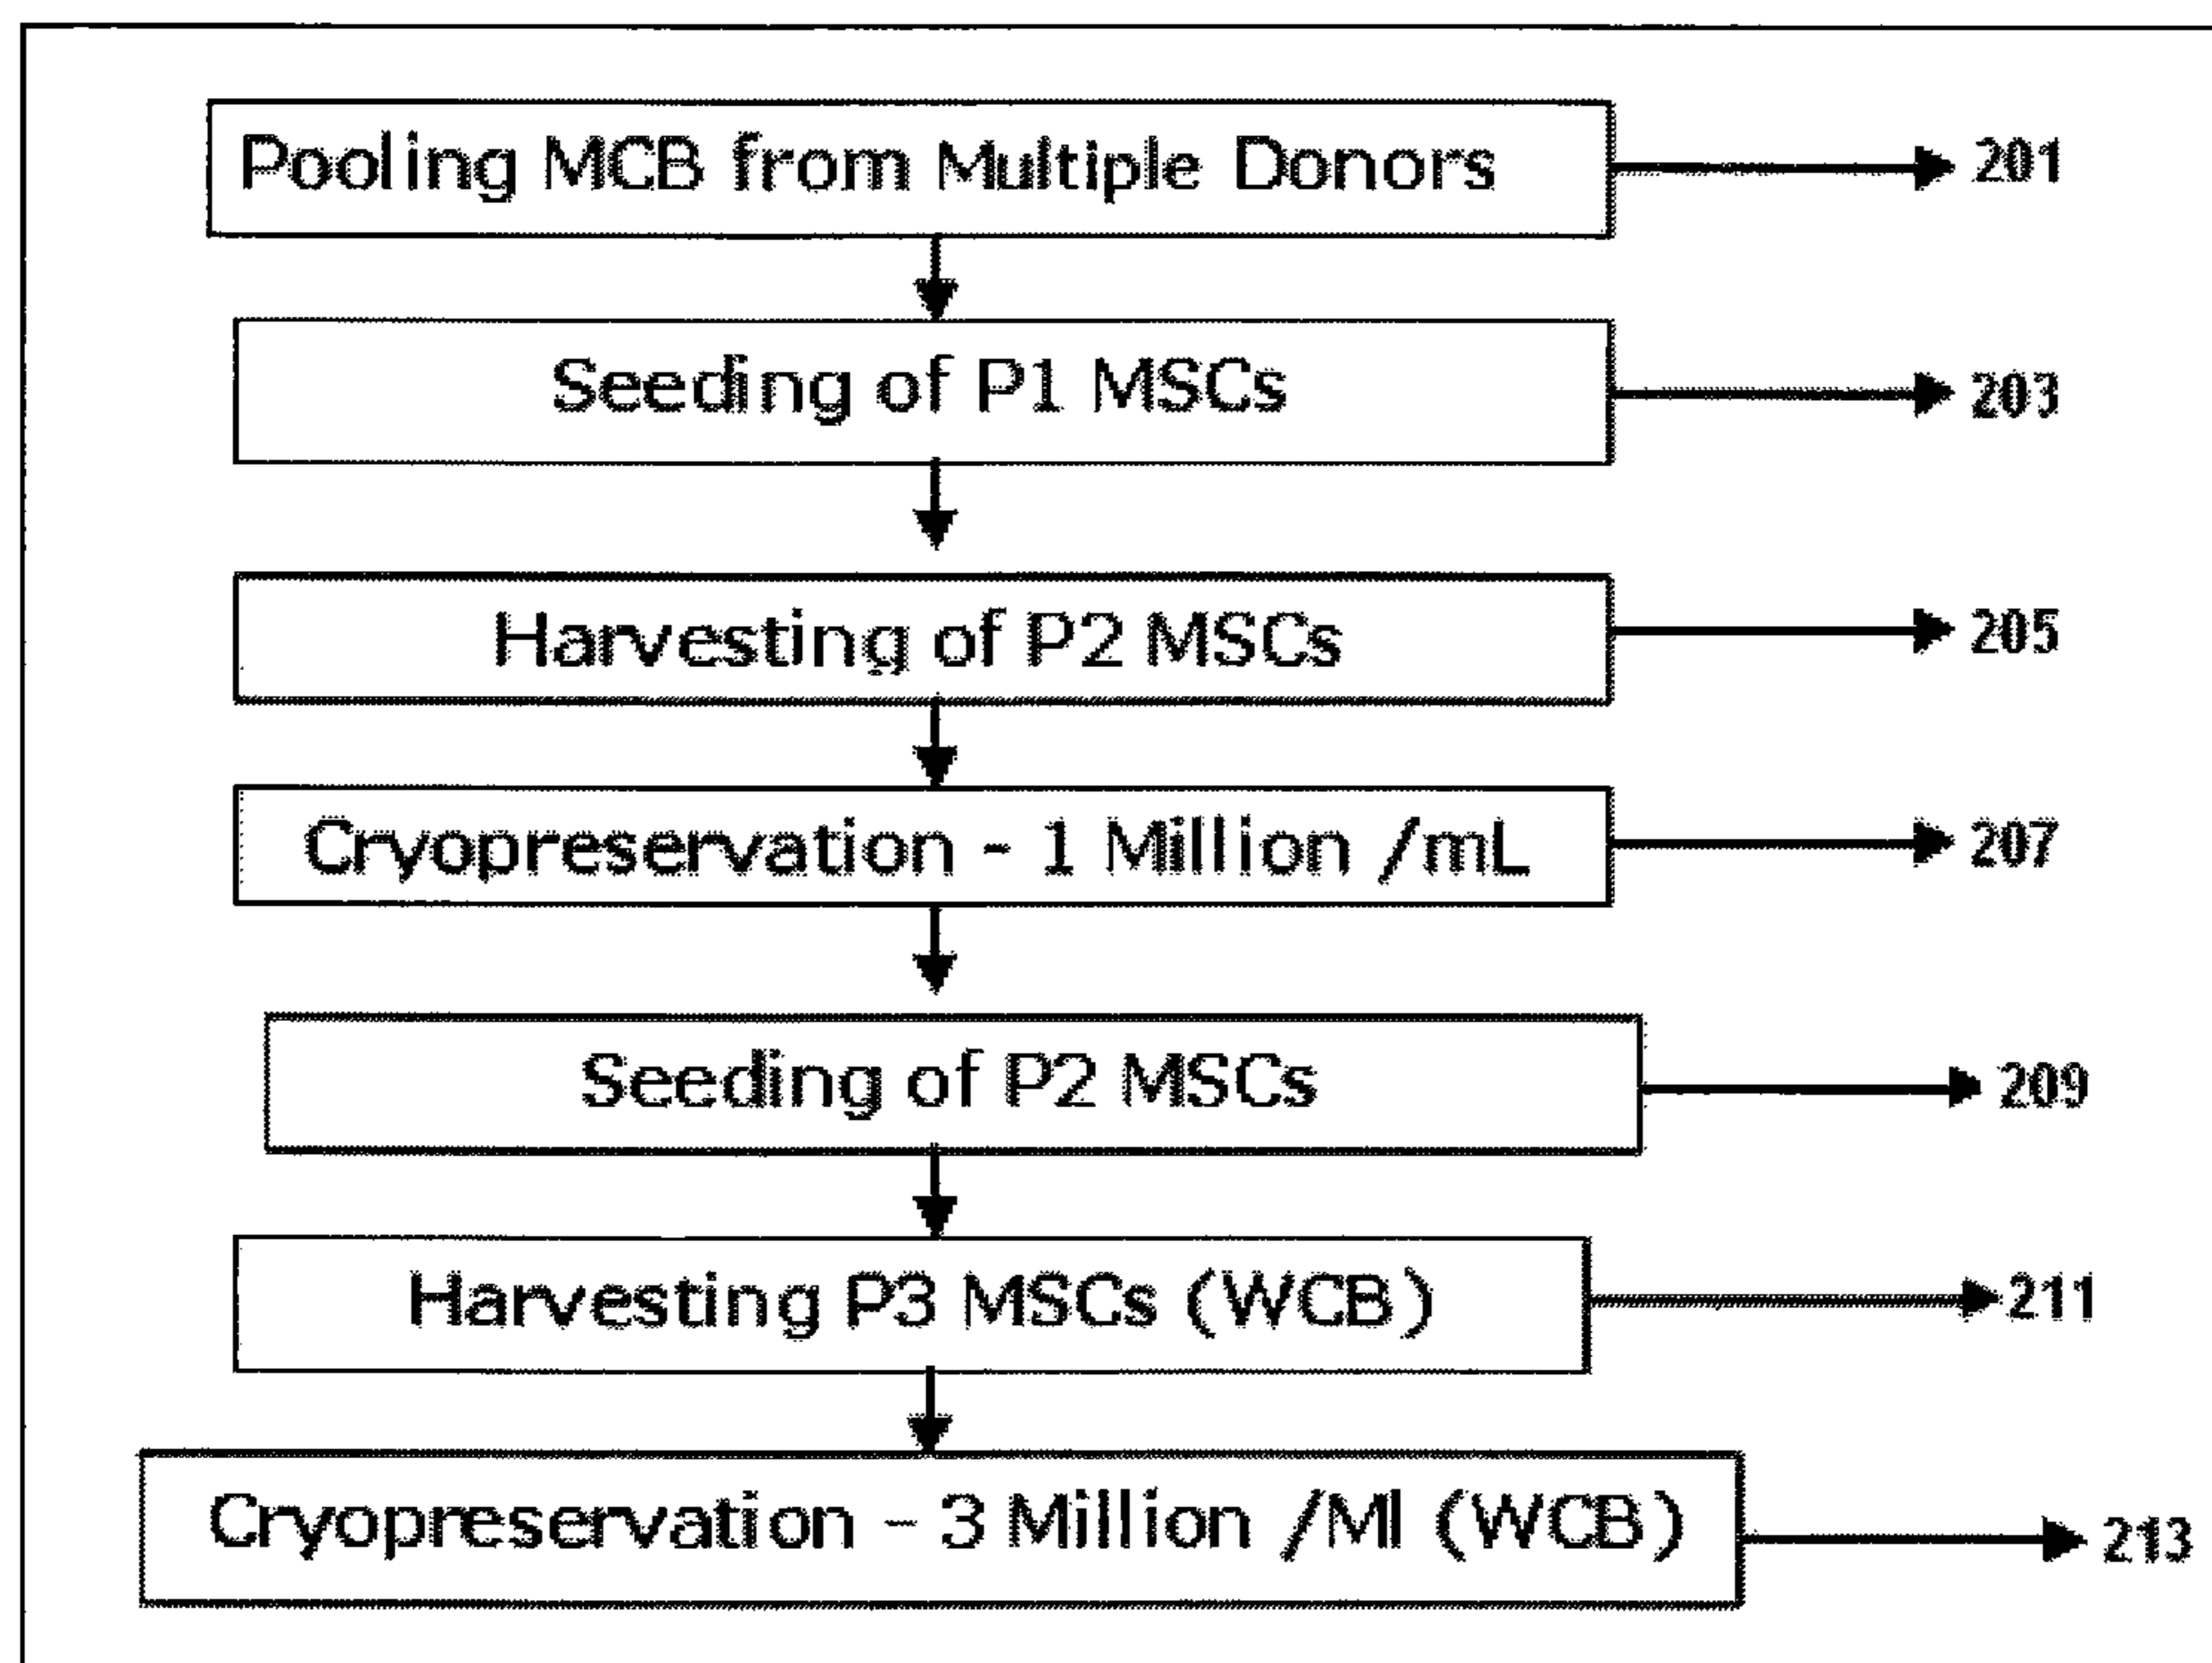 Pooling MCB from Multiple Donors 201
Seeding of P1 MSCs 203
Harvesting of P2 MSCs 205
Cryopreservation - 1 Million /mL 207
Seeding of P2 MSCs 209
Harvesting P3 MSCs (WCB) 211
Cryopreservation – 3 Million /Ml (WCB) 213